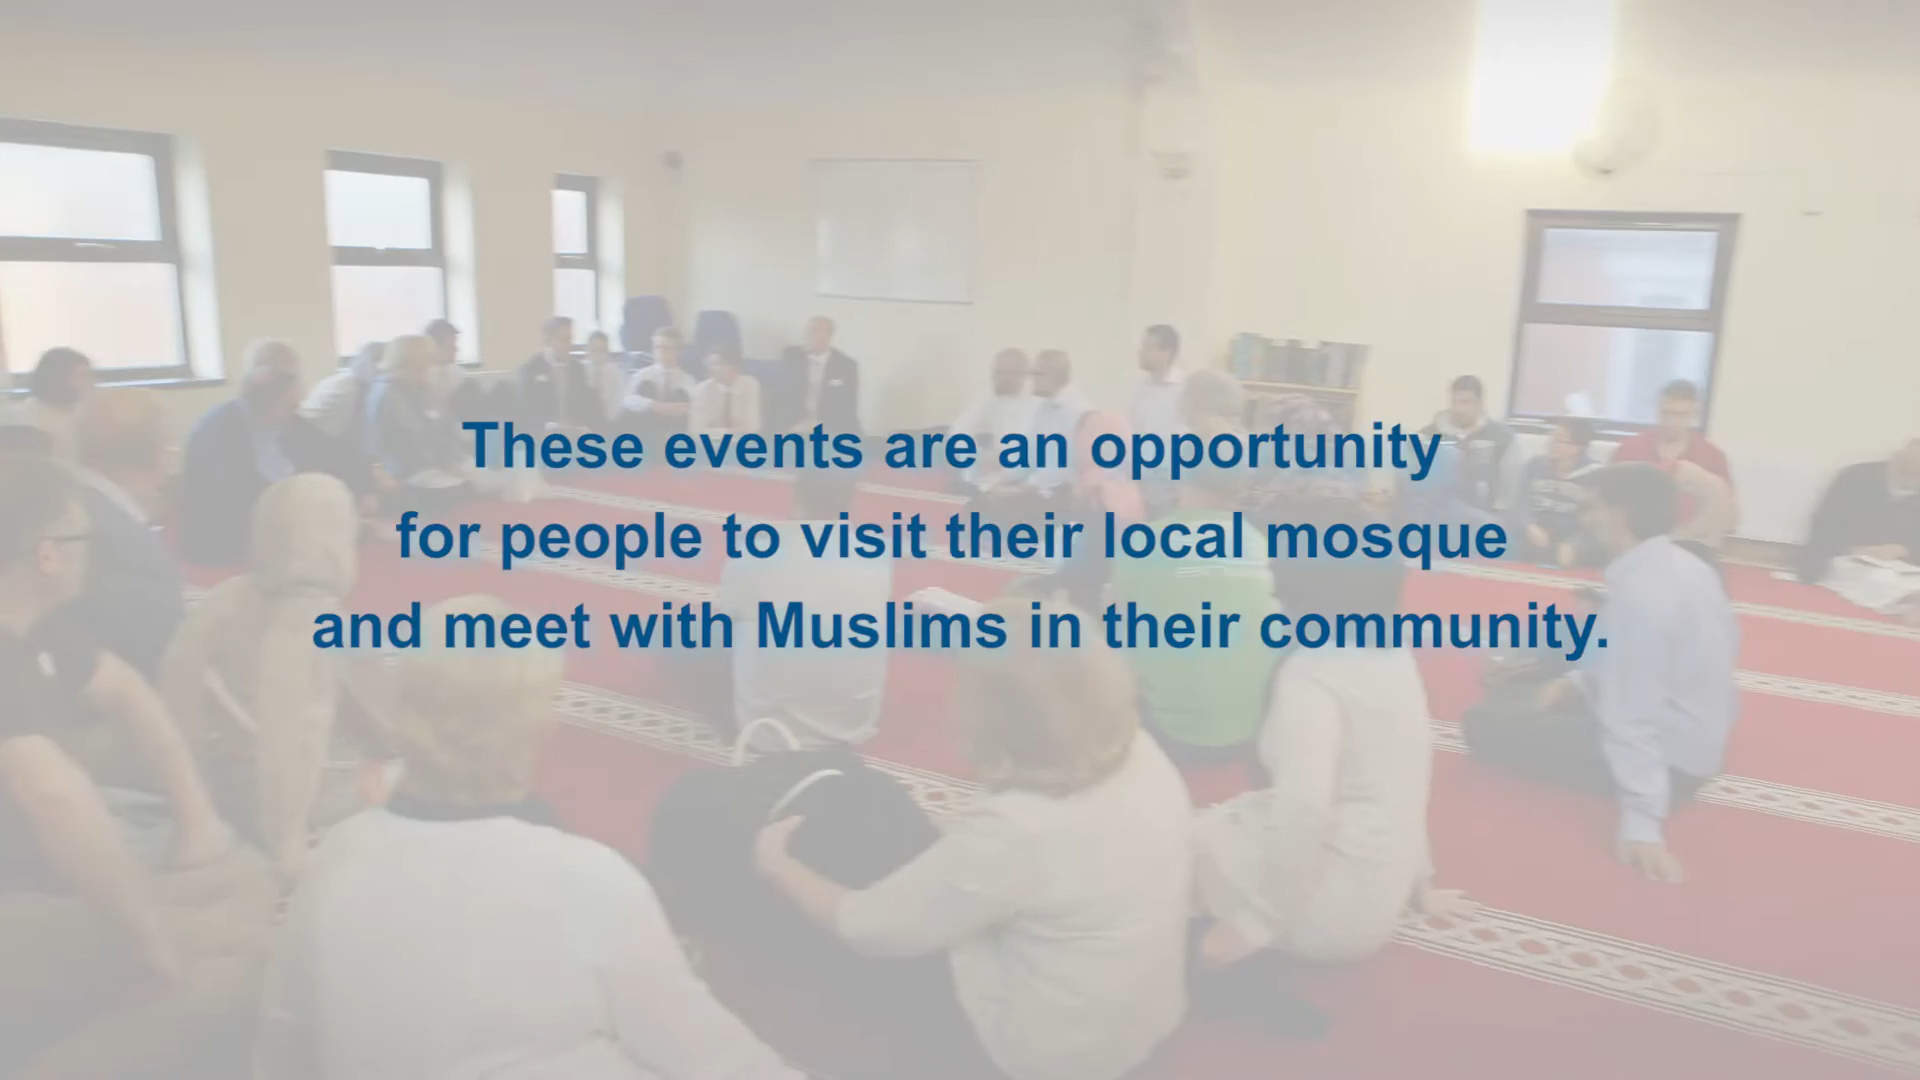 These events are an opportunity
for people to visit their local mosque
and meet with Muslims in their community.